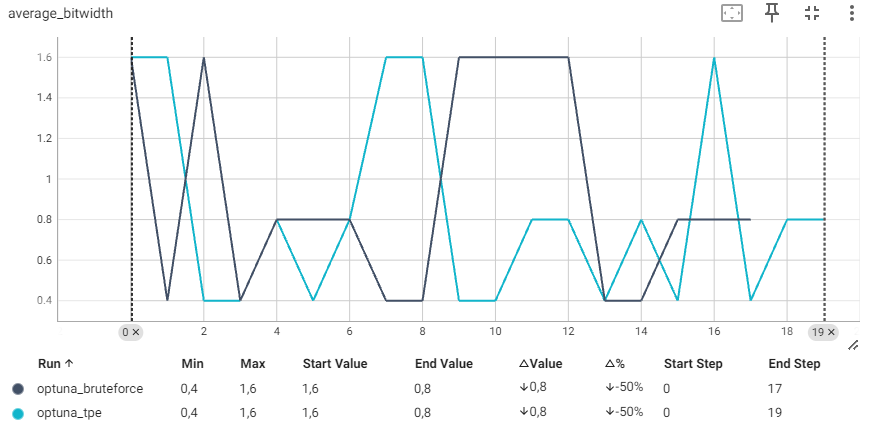 average_bitwidth
1.6
1.4
1.2
1
0.8
0.6
0.4
0 × 2 4 6 8 10 12 14 16 18 19 ×
Run ↑ Min Max Start Value End Value △Value △% Start Step End Step
optuna_bruteforce 0,4 1,6 1,6 0,8 ↓0,8 ↓-50% 0 17
optuna_tpe 0,4 1,6 1,6 0,8 ↓0,8 ↓-50% 0 19